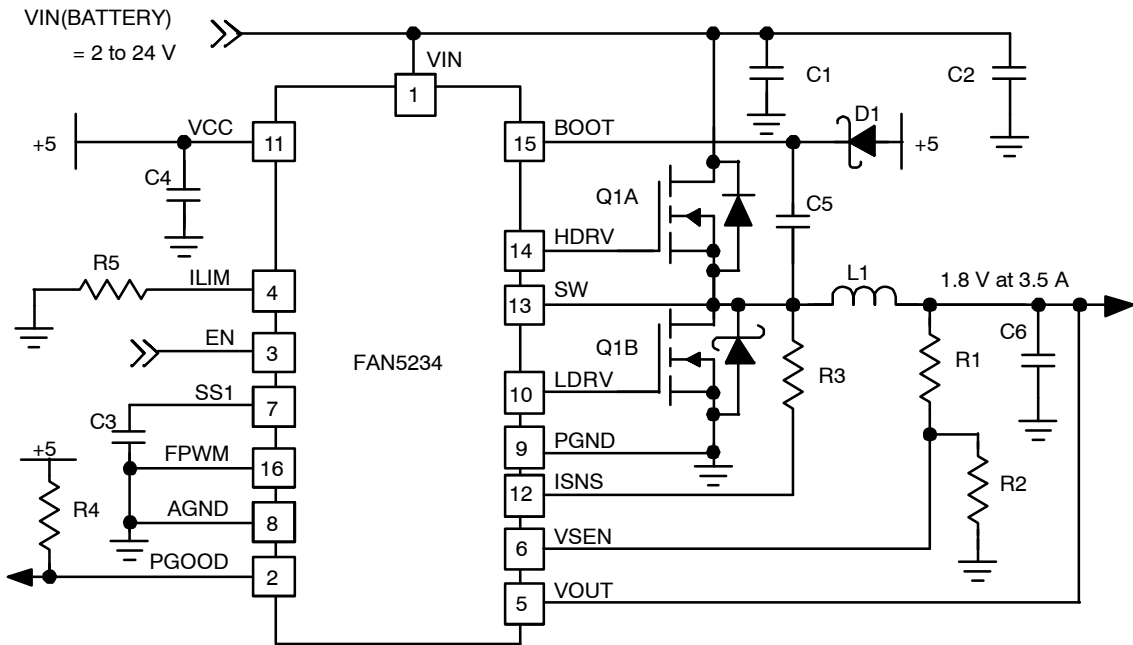 VIN(BATTERY)
= 2 to 24 V
VIN
1
C1
C2
+5
VCC
11
15
BOOT
D1
+5
C4
Q1A
C5
14
HDRV
R5
ILIM
4
13
SW
L1
1.8 V at 3.5 A
EN
3
FAN5234
Q1B
C6
R1
R3
10
LDRV
SS1
7
C3
9
PGND
+5
FPWM
16
12
ISNS
R2
R4
AGND
8
6
VSEN
PGOOD
2
5
VOUT